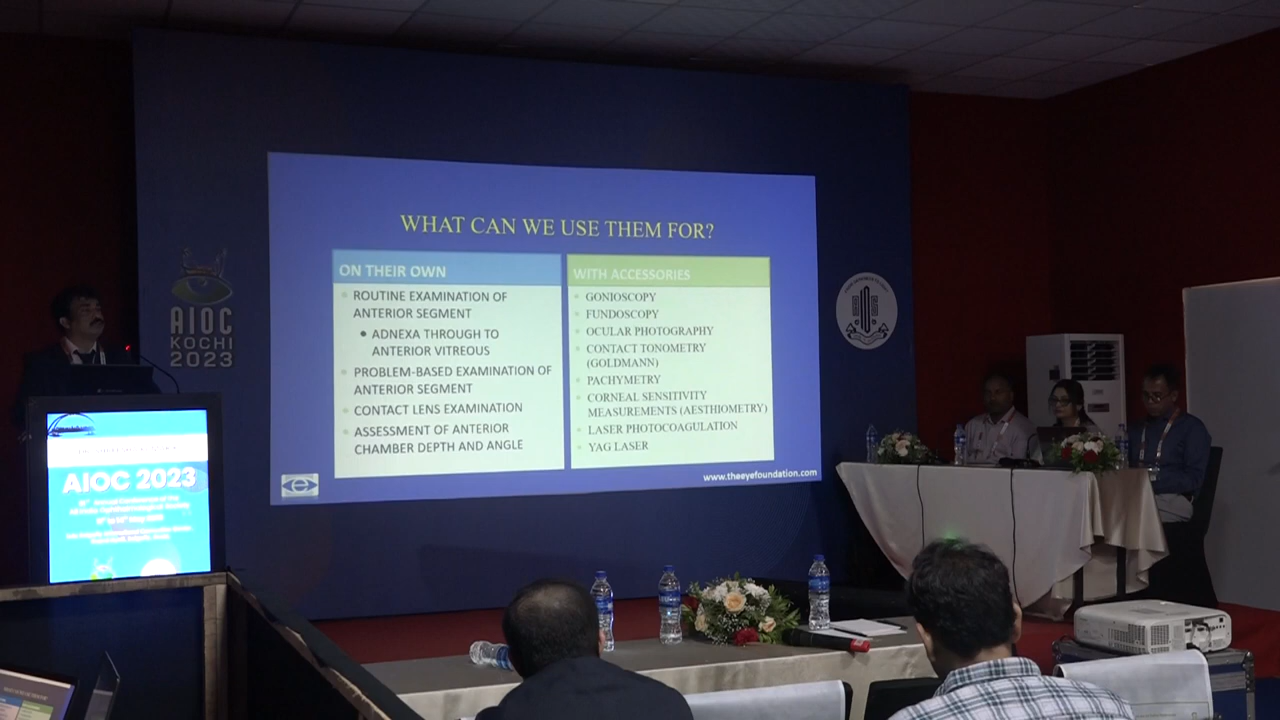 WHAT CAN WE USE THEM FOR?
ON THEIR OWN
ROUTINE EXAMINATION OF
ANTERIOR SEGMENT
ADNEXA THROUGH TO
ANTERIOR VITREOUS
PROBLEM-BASED EXAMINATION OF
ANTERIOR SEGMENT
CONTACT LENS EXAMINATION
ASSESSMENT OF ANTERIOR
CHAMBER DEPTH AND ANGLE
WITH ACCESSORIES
GONIOSCOPY
FUNDOSCOPY
OCULAR PHOTOGRAPHY
CONTACT TONOMETRY
(GOLDMANN)
PACHYMETRY
CORNEAL SENSITIVITY
MEASUREMENTS (AESTHIOMETRY)
LASER PHOTOCOAGULATION
YAG LASER
www.theeyefoundation.com
AIOC
KOCHI
2023
AIOC 2023